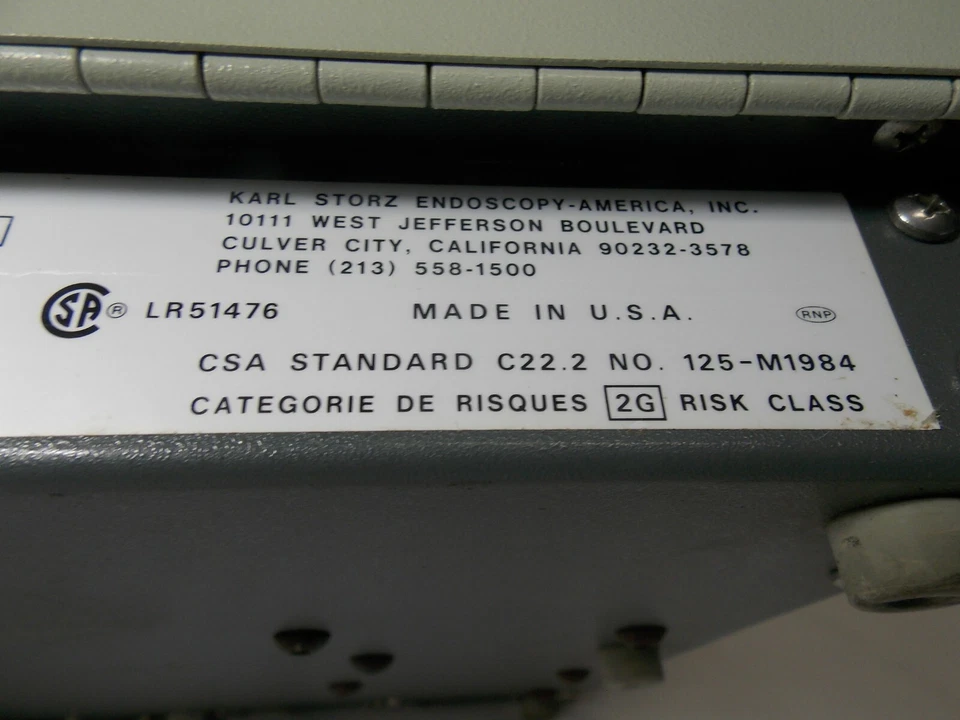 KARL STORZ ENDOSCOPY-AMERICA, INC.
10111 WEST JEFFERSON BOULEVARD
CULVER CITY, CALIFORNIA 90232-3578
PHONE (213) 558-1500
CSA ® LR51476 MADE IN U.S.A. RNP
CSA STANDARD C22.2 NO. 125-M1984
CATEGORIE DE RISQUES 2G RISK CLASS